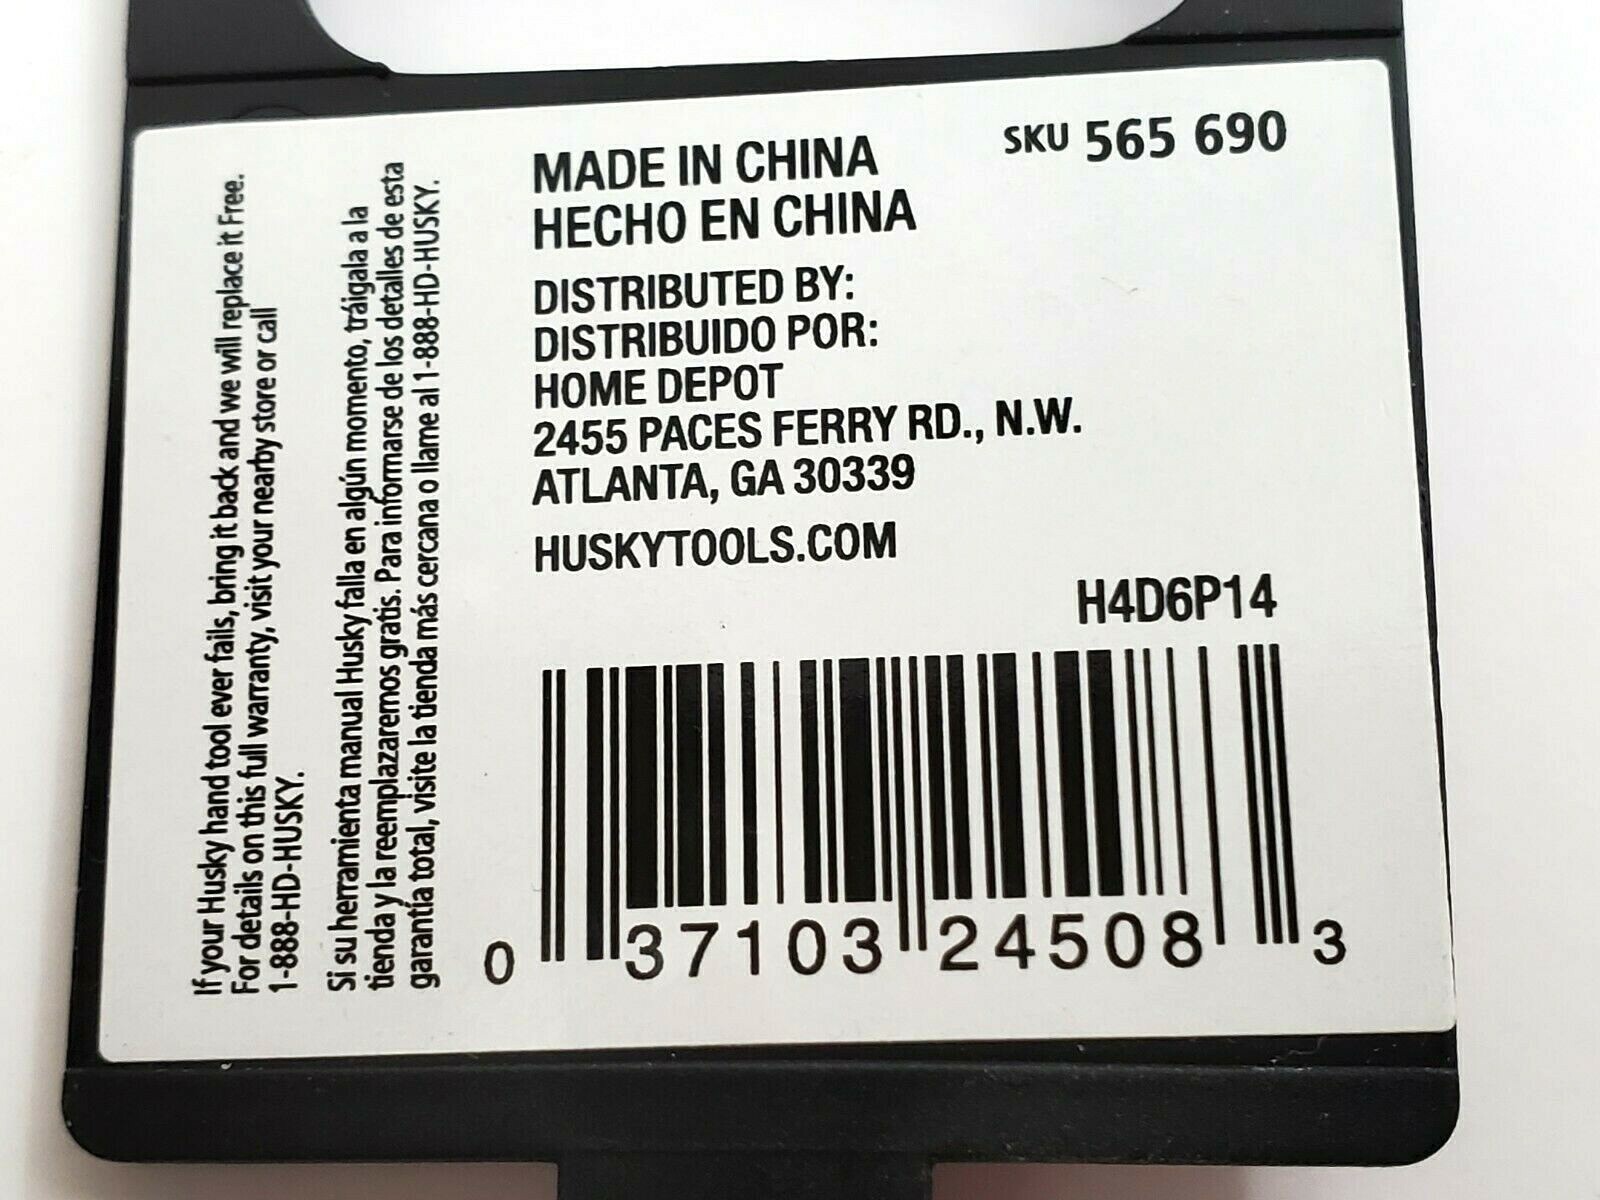 If your Husky hand tool ever fails, bring it back and we will replace it Free.
For details on this full warranty, visit your nearby store or call
1-888-HD-HUSKY.
Si su herramienta manual Husky falla en algún momento, tráigala a la
tienda y la reemplazaremos gratis. Para informarse de los detalles de esta
garantía total, visite la tienda más cercana o llame al 1-888-HD-HUSKY.
SKU 565 690
MADE IN CHINA
HECHO EN CHINA
DISTRIBUTED BY:
DISTRIBUIDO POR:
HOME DEPOT
2455 PACES FERRY RD., N.W.
ATLANTA, GA 30339
HUSKYTOOLS.COM
H4D6P14
0 37103 24508 3